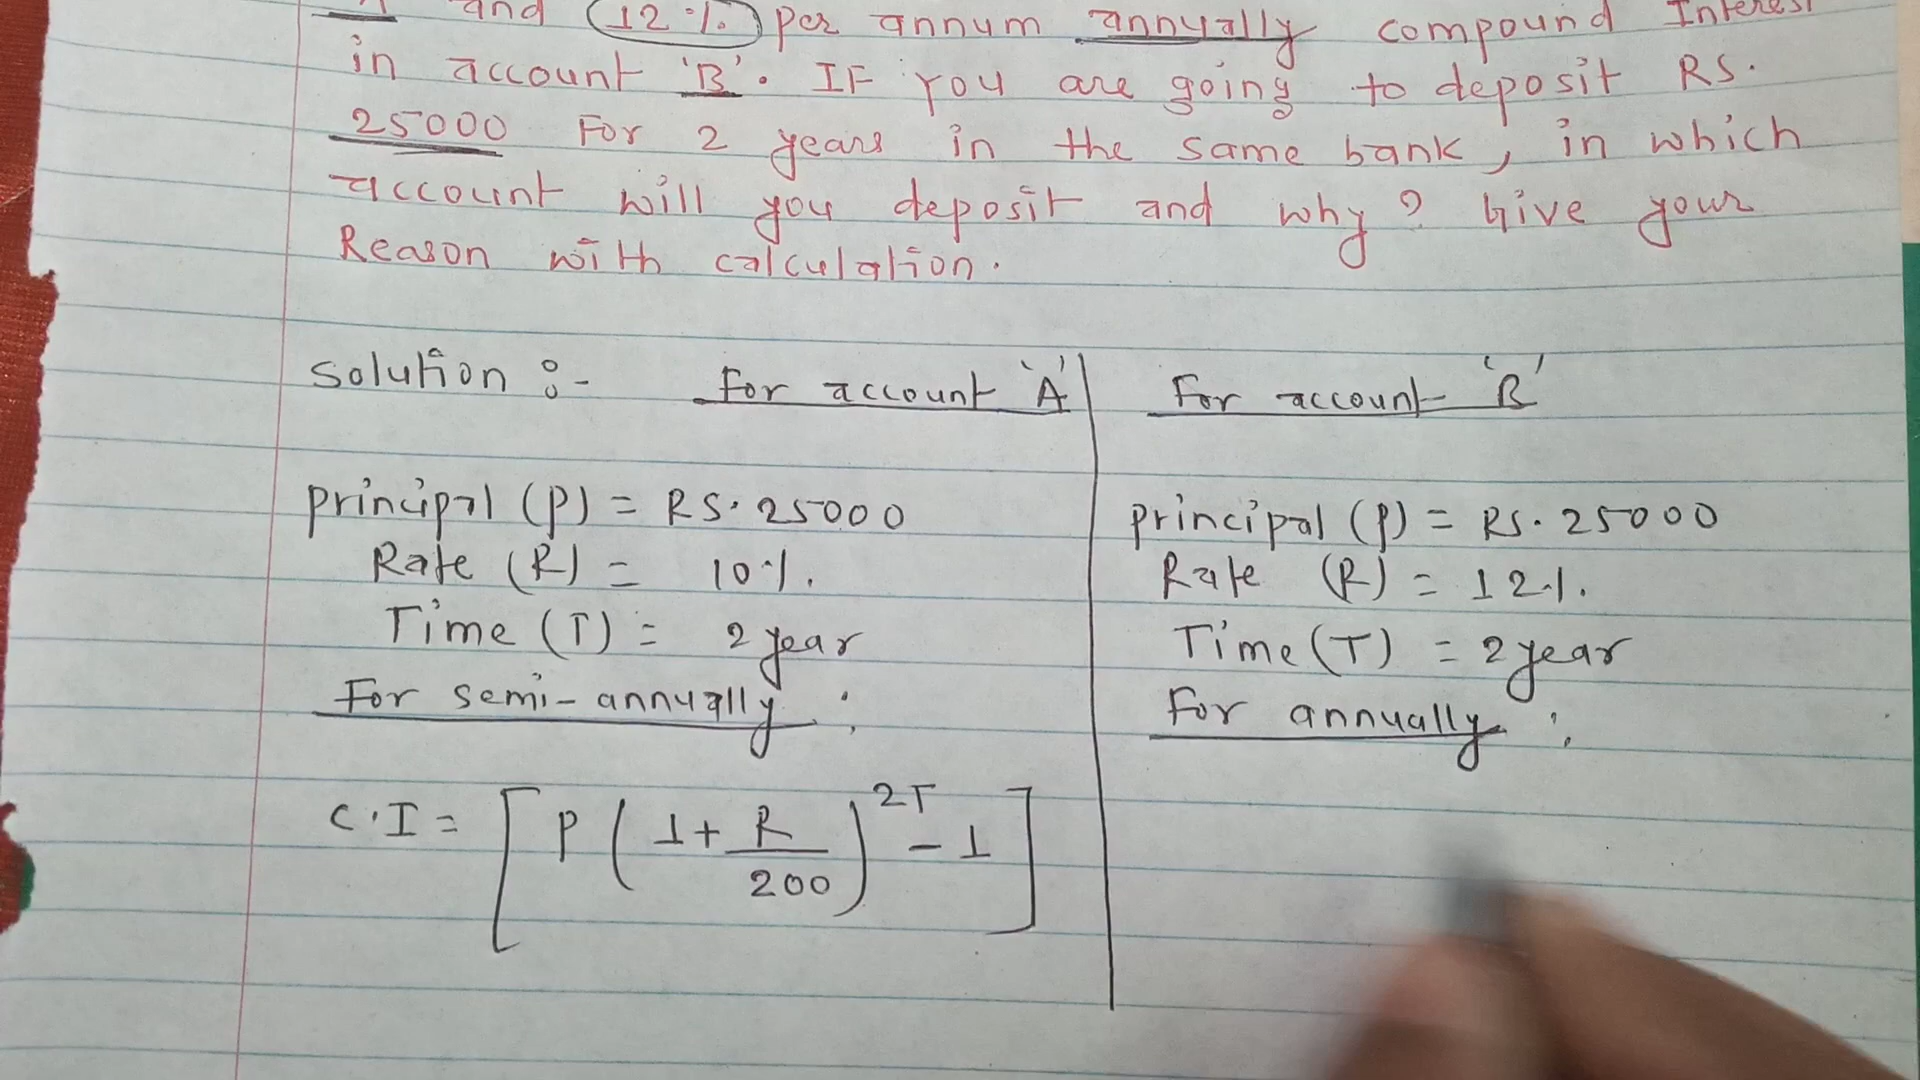 A and 12% per annum annually compound Interest
in account 'B'. IF you are going to deposit RS.
25000 For 2 years in the same bank, in which
account will you deposit and why? Give your
Reason with calculation.
Solution :- For account 'A'
For account 'B'
principal (P) = RS. 25000
Rate (R) = 10%.
Time (T) = 2 year
For semi-annually :
C.I = [ P ( 1 + R/200 )^2T - 1 ]
principal (P) = RS. 25000
Rate (R) = 12%.
Time (T) = 2 year
For annually :